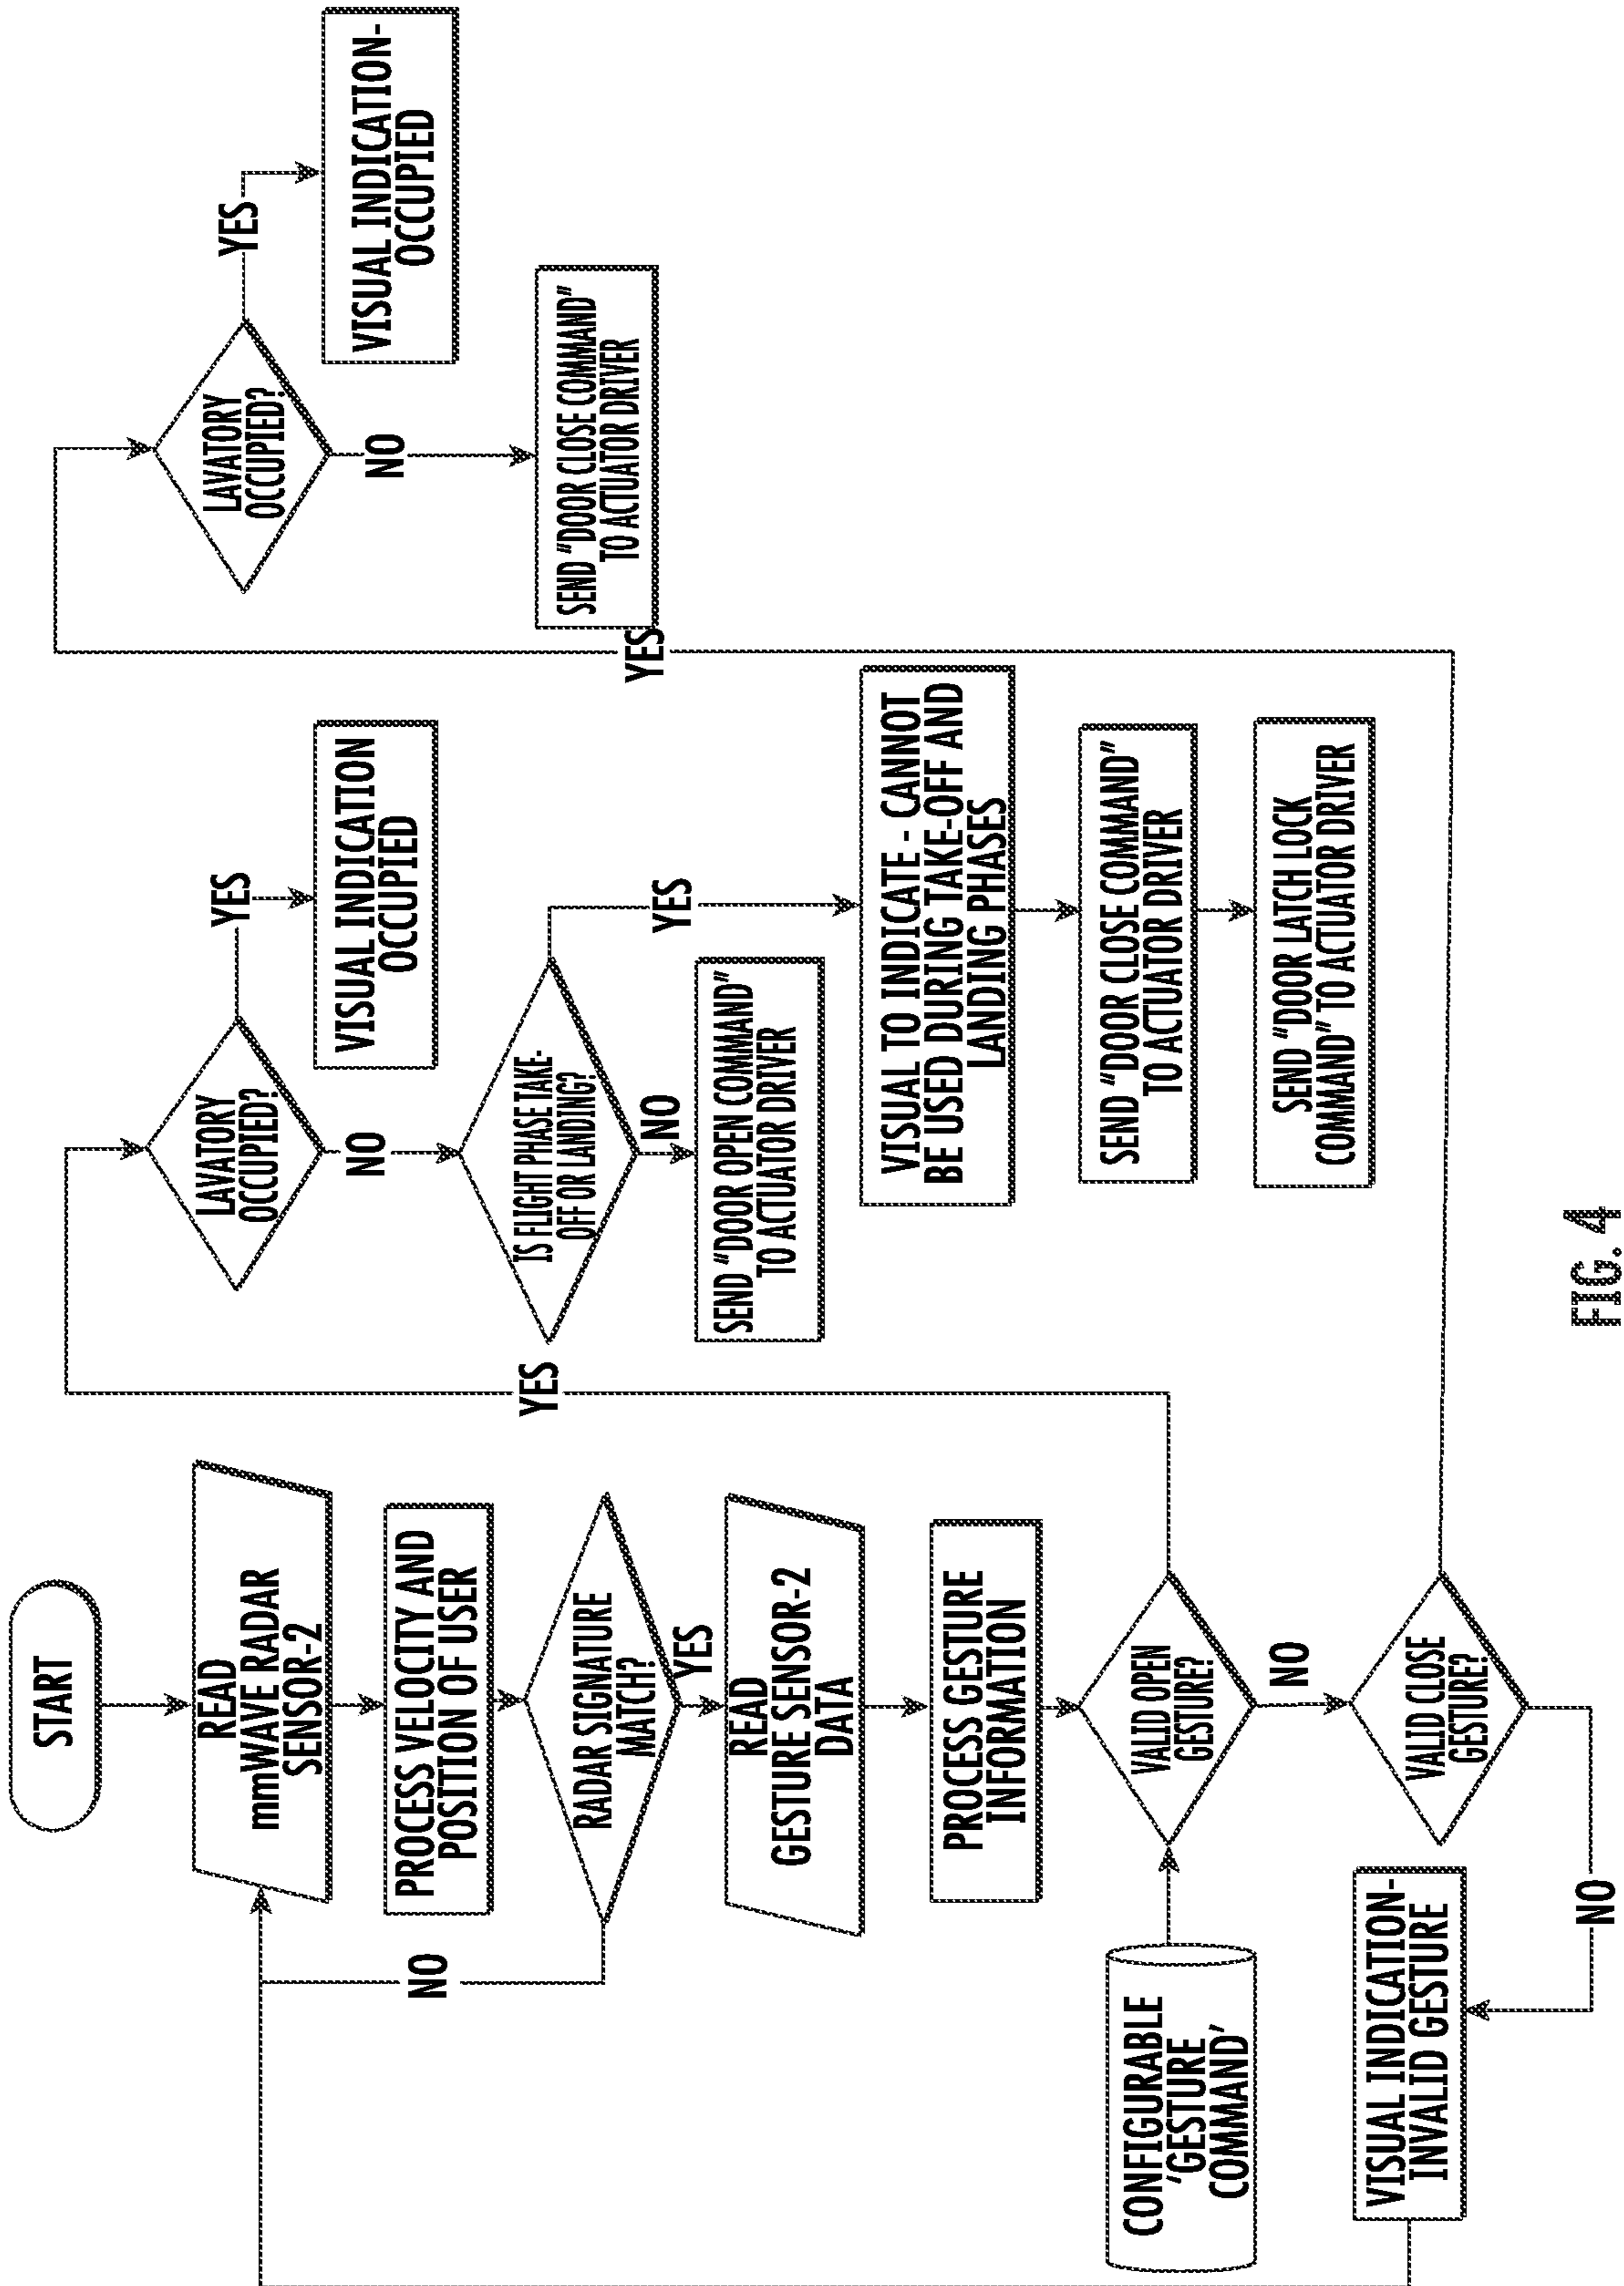 START
READ
mmWAVE RADAR
SENSOR-2
PROCESS VELOCITY AND
POSITION OF USER
RADAR SIGNATURE
MATCH?
NO
YES
READ
GESTURE SENSOR-2
DATA
PROCESS GESTURE
INFORMATION
CONFIGURABLE
‘GESTURE
COMMAND’
VALID OPEN
GESTURE?
YES
NO
VALID CLOSE
GESTURE?
YES
NO
VISUAL INDICATION-
INVALID GESTURE
LAVATORY
OCCUPIED?
YES
VISUAL INDICATION
OCCUPIED
NO
IS FLIGHT PHASE TAKE-
OFF OR LANDING?
YES
NO
SEND “DOOR OPEN COMMAND”
TO ACTUATOR DRIVER
VISUAL TO INDICATE - CANNOT
BE USED DURING TAKE-OFF AND
LANDING PHASES
SEND “DOOR CLOSE COMMAND”
TO ACTUATOR DRIVER
SEND “DOOR LATCH LOCK
COMMAND” TO ACTUATOR DRIVER
LAVATORY
OCCUPIED?
YES
VISUAL INDICATION-
OCCUPIED
NO
SEND “DOOR CLOSE COMMAND”
TO ACTUATOR DRIVER
FIG. 4